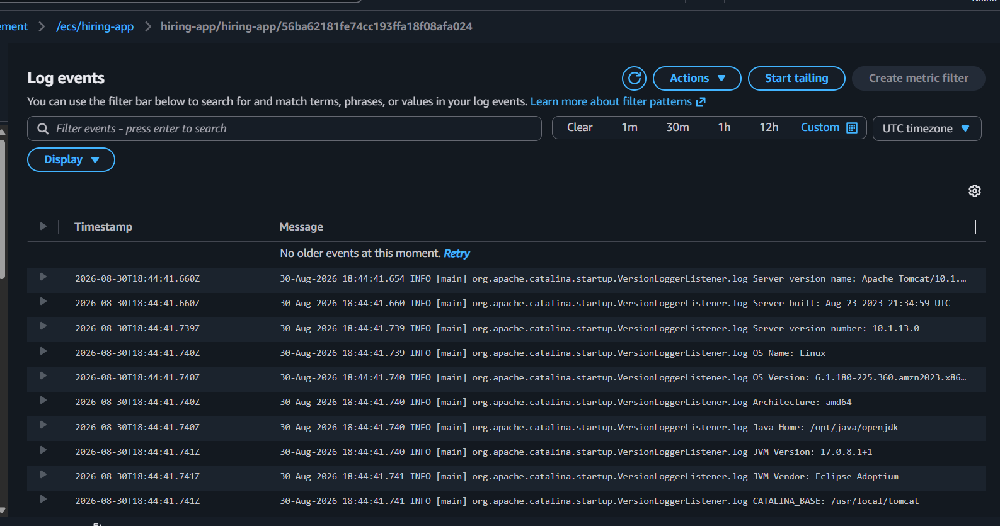 ement > /ecs/hiring-app > hiring-app/hiring-app/56ba62181fe74cc193ffa18f08afa024
Log events
Actions
Start tailing
Create metric filter
You can use the filter bar below to search for and match terms, phrases, or values in your log events. Learn more about filter patterns
Filter events - press enter to search
Clear 1m 30m 1h 12h Custom
UTC timezone
Display
Timestamp Message
No older events at this moment. Retry
2026-08-30T18:44:41.660Z 30-Aug-2026 18:44:41.654 INFO [main] org.apache.catalina.startup.VersionLoggerListener.log Server version name: Apache Tomcat/10.1.…
2026-08-30T18:44:41.660Z 30-Aug-2026 18:44:41.660 INFO [main] org.apache.catalina.startup.VersionLoggerListener.log Server built: Aug 23 2023 21:34:59 UTC
2026-08-30T18:44:41.739Z 30-Aug-2026 18:44:41.739 INFO [main] org.apache.catalina.startup.VersionLoggerListener.log Server version number: 10.1.13.0
2026-08-30T18:44:41.740Z 30-Aug-2026 18:44:41.739 INFO [main] org.apache.catalina.startup.VersionLoggerListener.log OS Name: Linux
2026-08-30T18:44:41.740Z 30-Aug-2026 18:44:41.740 INFO [main] org.apache.catalina.startup.VersionLoggerListener.log OS Version: 6.1.180-225.360.amzn2023.x86…
2026-08-30T18:44:41.740Z 30-Aug-2026 18:44:41.740 INFO [main] org.apache.catalina.startup.VersionLoggerListener.log Architecture: amd64
2026-08-30T18:44:41.740Z 30-Aug-2026 18:44:41.740 INFO [main] org.apache.catalina.startup.VersionLoggerListener.log Java Home: /opt/java/openjdk
2026-08-30T18:44:41.741Z 30-Aug-2026 18:44:41.740 INFO [main] org.apache.catalina.startup.VersionLoggerListener.log JVM Version: 17.0.8.1+1
2026-08-30T18:44:41.741Z 30-Aug-2026 18:44:41.741 INFO [main] org.apache.catalina.startup.VersionLoggerListener.log JVM Vendor: Eclipse Adoptium
2026-08-30T18:44:41.741Z 30-Aug-2026 18:44:41.741 INFO [main] org.apache.catalina.startup.VersionLoggerListener.log CATALINA_BASE: /usr/local/tomcat